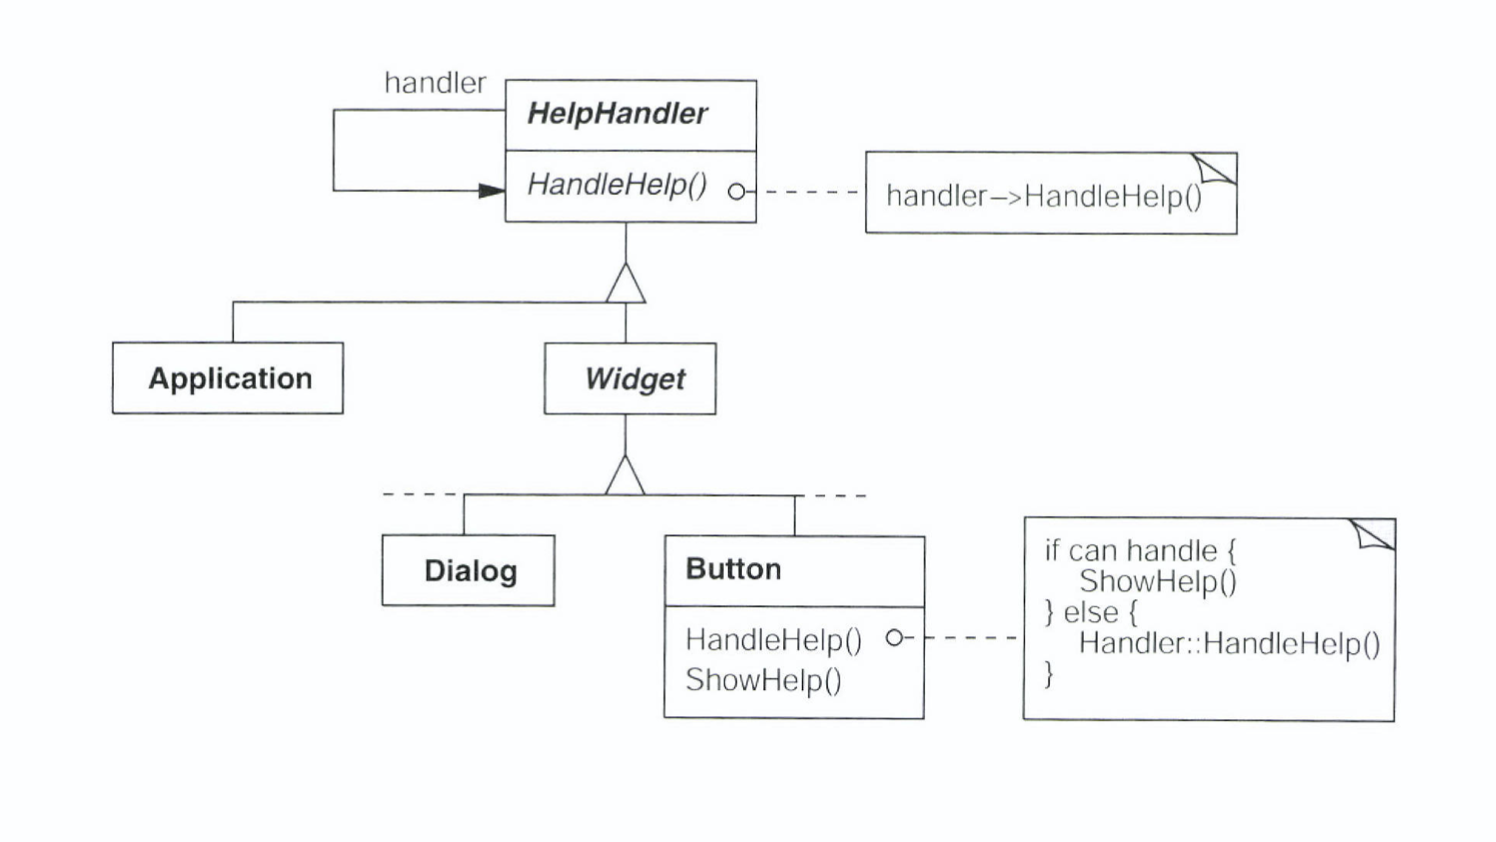 handler
HelpHandler
HandleHelp()
handler–>HandleHelp()
Application
Widget
Dialog
Button
HandleHelp()
ShowHelp()
if can handle {
ShowHelp()
} else {
Handler::HandleHelp()
}